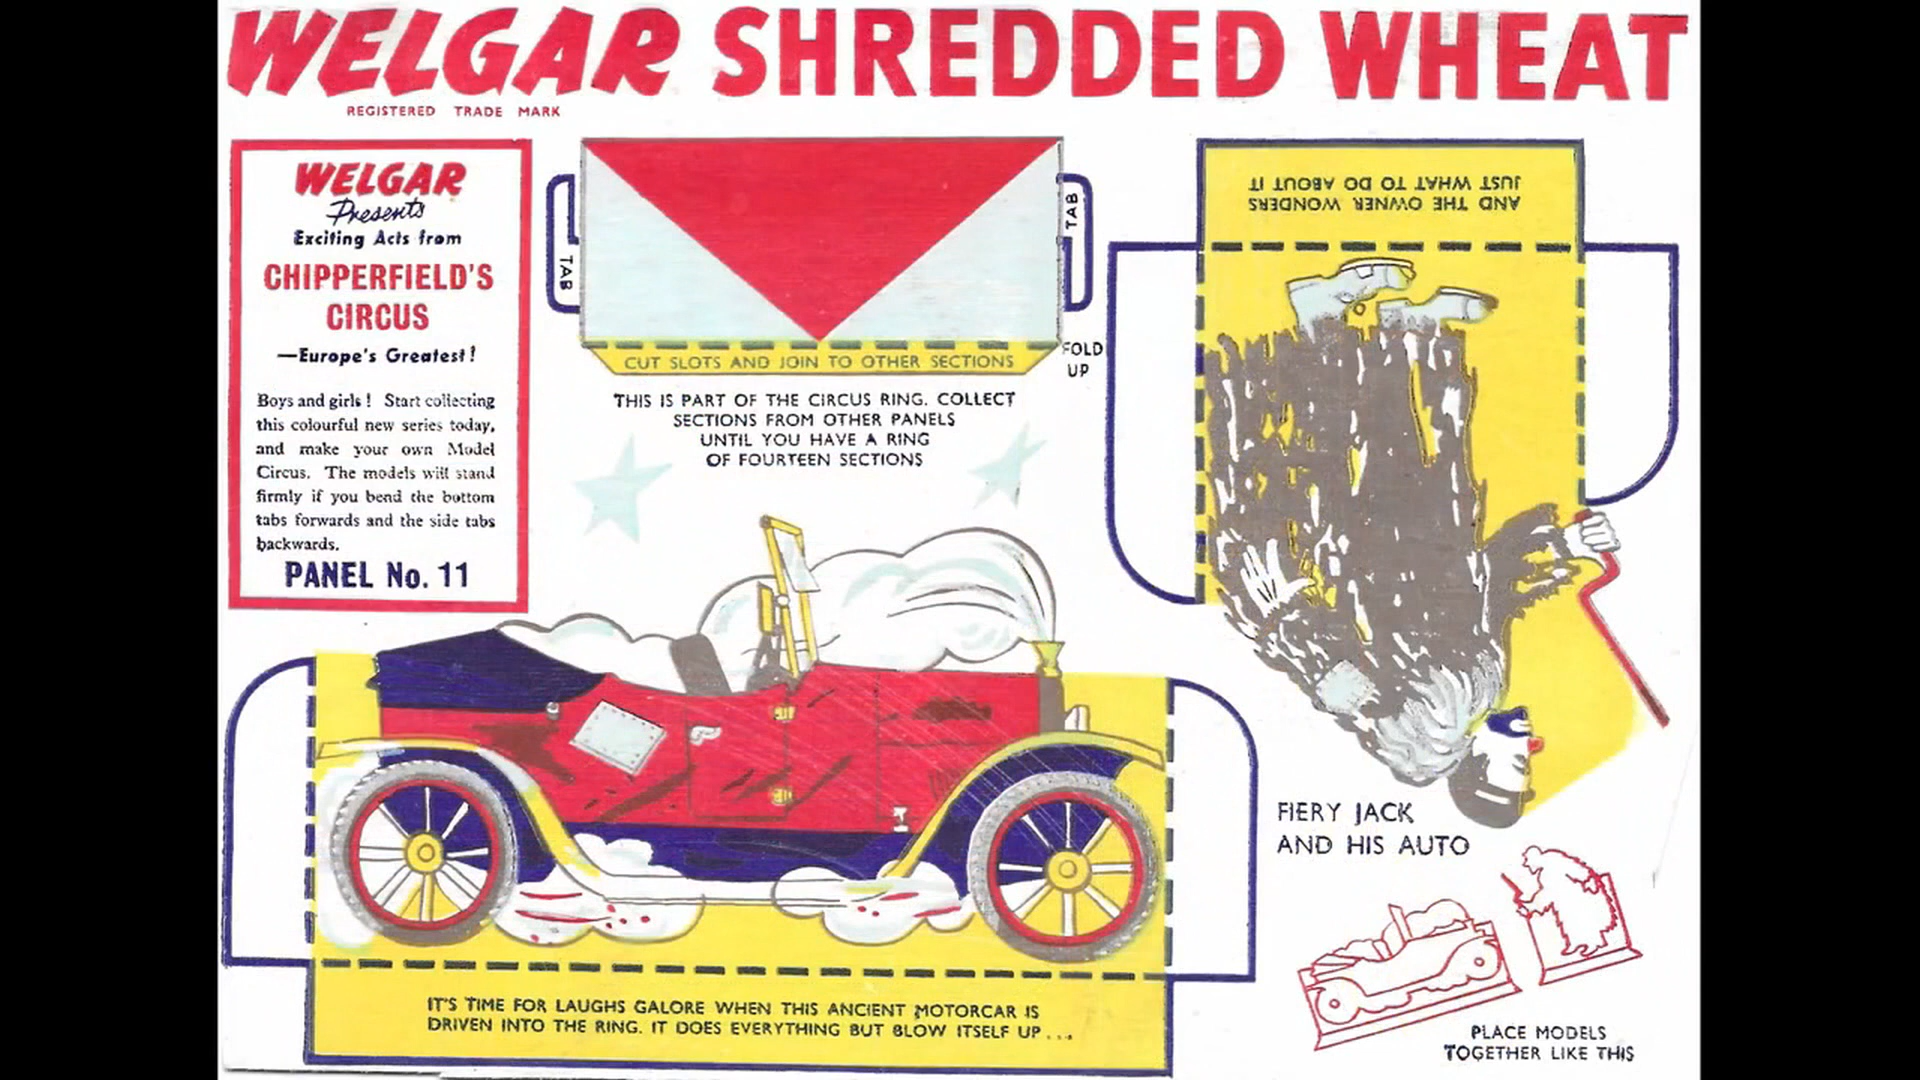 WELGAR SHREDDED WHEAT
REGISTERED TRADE MARK
WELGAR
Presents
Exciting Acts from
CHIPPERFIELD'S
CIRCUS
—Europe's Greatest!
Boys and girls! Start collecting
this colourful new series today,
and make your own Model
Circus. The models will stand
firmly if you bend the bottom
tabs forwards and the side tabs
backwards.
PANEL No. 11
TAB
TAB
CUT SLOTS AND JOIN TO OTHER SECTIONS
FOLD
UP
THIS IS PART OF THE CIRCUS RING. COLLECT
SECTIONS FROM OTHER PANELS
UNTIL YOU HAVE A RING
OF FOURTEEN SECTIONS
AND THE OWNER WONDERS
JUST WHAT TO DO ABOUT IT
FIERY JACK
AND HIS AUTO
IT'S TIME FOR LAUGHS GALORE WHEN THIS ANCIENT MOTORCAR IS
DRIVEN INTO THE RING. IT DOES EVERYTHING BUT BLOW ITSELF UP...
PLACE MODELS
TOGETHER LIKE THIS